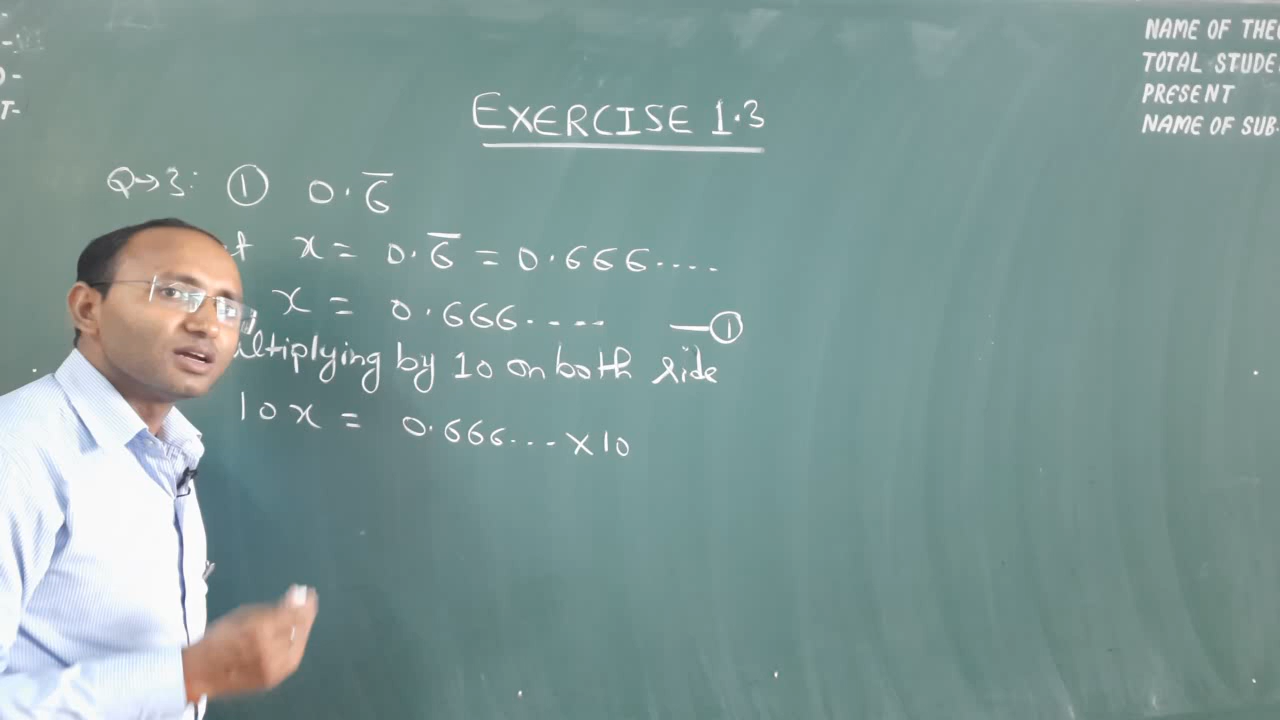 EXERCISE 1.3
Q→3: ① 0.6̅
x = 0.6̅ = 0.666....
x = 0.666..... —①
ultiplying by 10 on both side
10x = 0.666... ×10
NAME OF THE
TOTAL STUDE
PRESENT
NAME OF SUB-